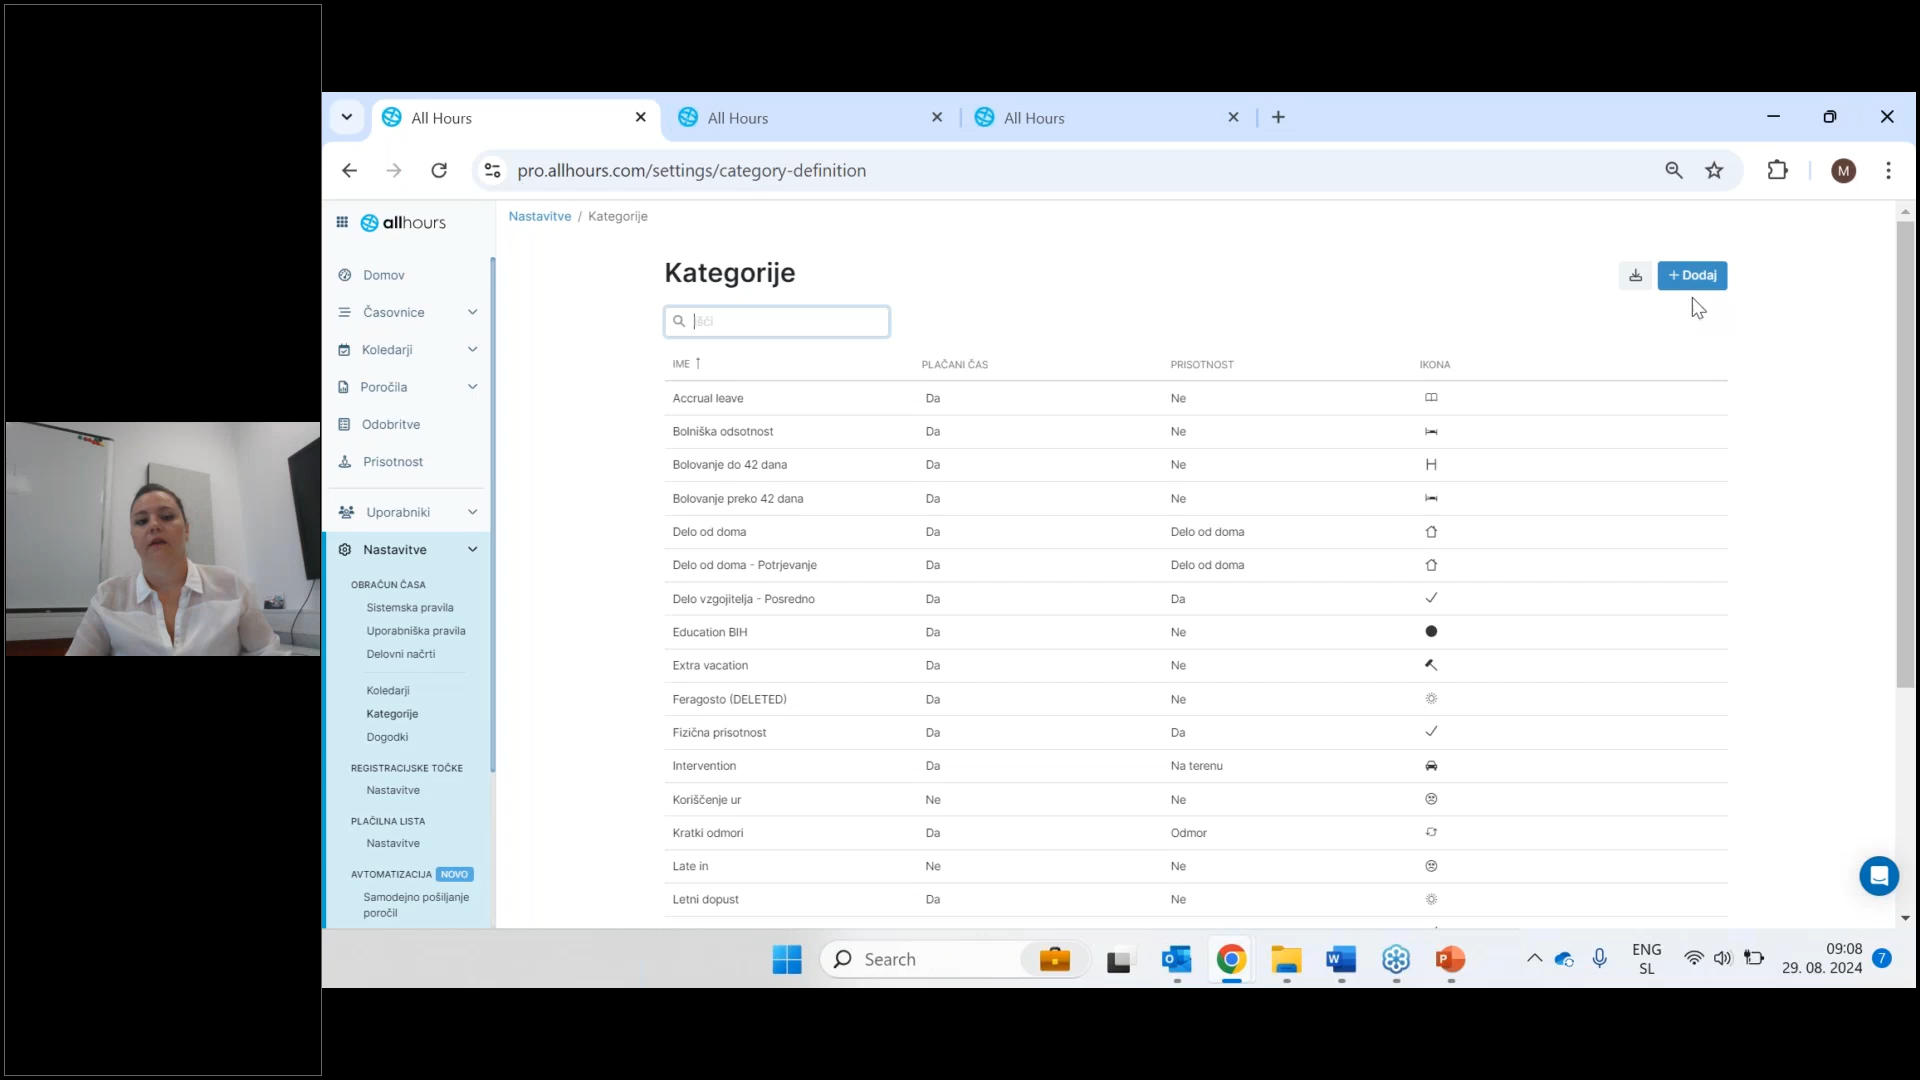 All Hours
All Hours
All Hours
pro.allhours.com/settings/category-definition
M
allhours
Nastavitve / Kategorije
Domov
Časovnice
Koledarji
Poročila
Odobritve
Prisotnost
Uporabniki
Nastavitve
OBRAČUN ČASA
Sistemska pravila
Uporabniška pravila
Delovni načrti
Koledarji
Kategorije
Dogodki
REGISTRACIJSKE TOČKE
Nastavitve
PLAČILNA LISTA
Nastavitve
AVTOMATIZACIJA NOVO
Samodejno pošiljanje
poročil
Kategorije
+ Dodaj
Išči
IME ↑ PLAČANI ČAS PRISOTNOST IKONA
Accrual leave Da Ne
Bolniška odsotnost Da Ne
Bolovanje do 42 dana Da Ne
Bolovanje preko 42 dana Da Ne
Delo od doma Da Delo od doma
Delo od doma - Potrjevanje Da Delo od doma
Delo vzgojitelja - Posredno Da Da
Education BIH Da Ne
Extra vacation Da Ne
Feragosto (DELETED) Da Ne
Fizična prisotnost Da Da
Intervention Da Na terenu
Koriščenje ur Ne Ne
Kratki odmori Da Odmor
Late in Ne Ne
Letni dopust Da Ne
Search
ENG
SL
09:08
29. 08. 2024
7